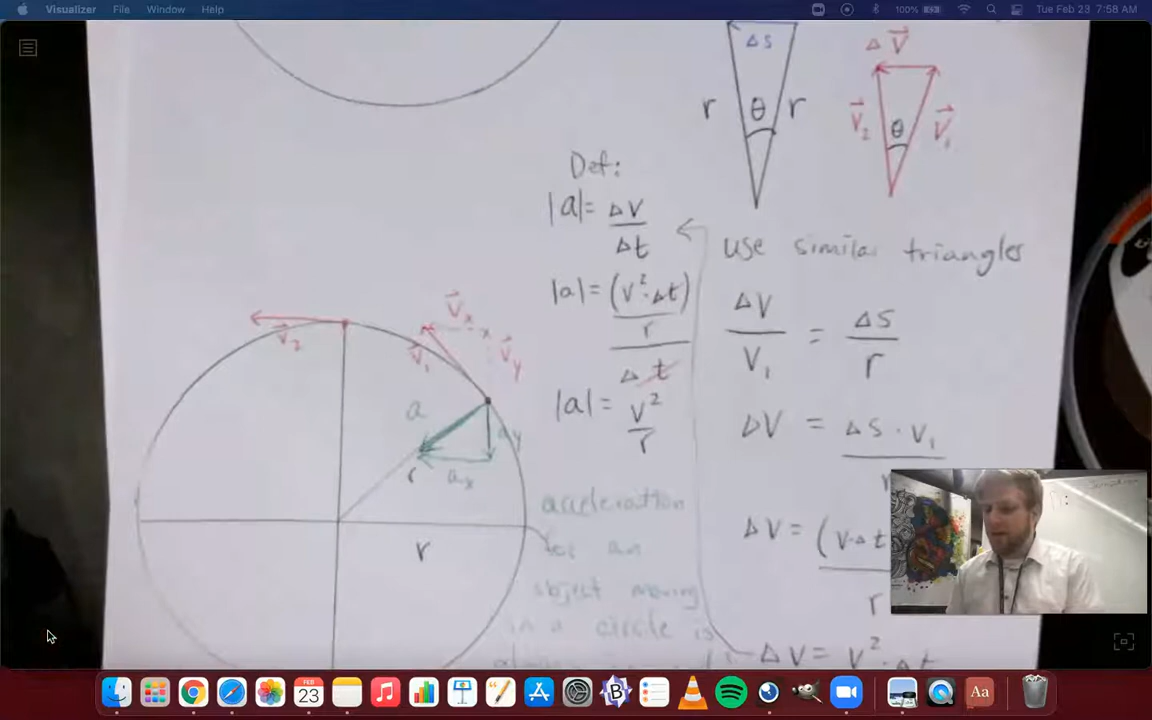 Visualizer File Window Help
100%
Tue Feb 23 7:58 AM
Δs
r
θ
r
ΔV
V₂
θ
V₁
Def:
|a| = ΔV
Δt
|a| = (V²·Δt)
r
Δt
|a| = V²
r
use similar triangles
ΔV = Δs
V₁ r
ΔV = Δs · V₁
r
ΔV = (V·Δt
r
ΔV = V²·Δt
V₂
V₁
Vx
Vy
a
ay
ax
r
r
acceleration
for an
object moving
in a circle is
FEB
23
Aa